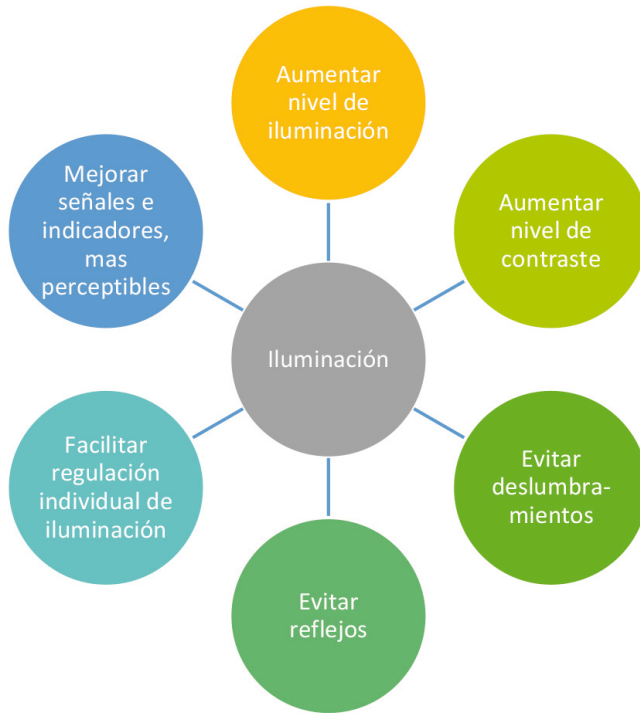 Aumentar
nivel de
iluminación
Mejorar
señales e
indicadores,
mas
perceptibles
Aumentar
nivel de
contraste
Iluminación
Facilitar
regulación
individual de
iluminación
Evitar
deslumbra-
mientos
Evitar
reflejos